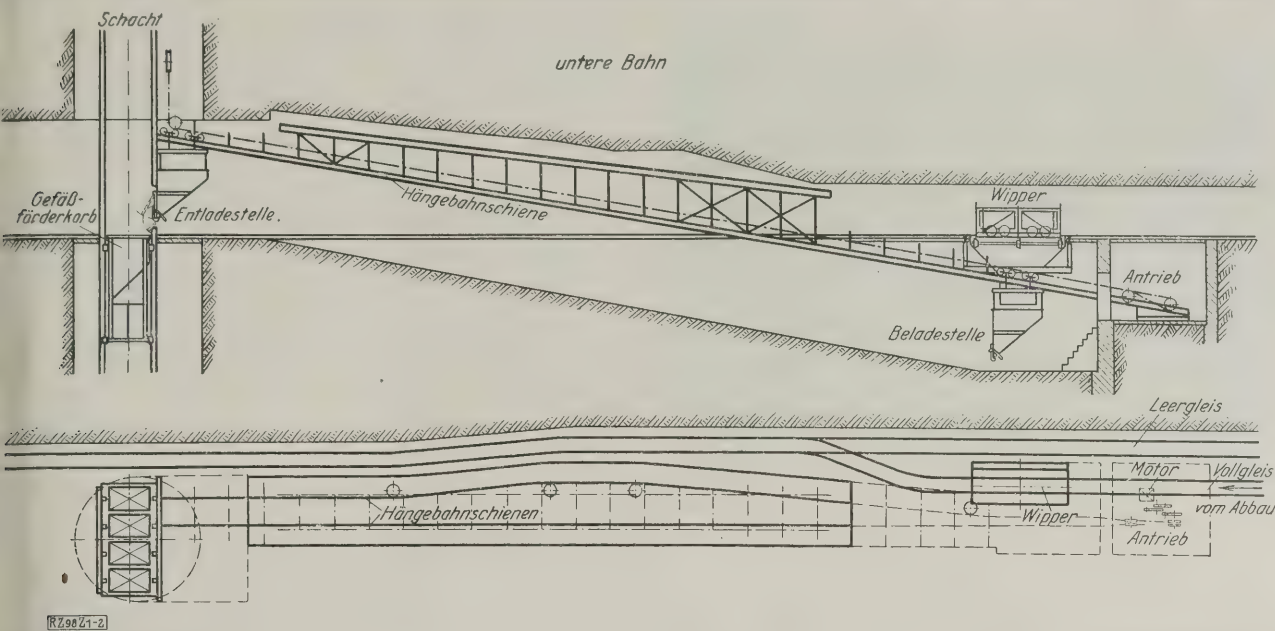 Schacht
untere Bahn
Gefäß-
förderkorb
Entladestelle.
Hängebahnschiene
Wipper
Antrieb
Beladestelle
Leergleis
Motor
Vollgleis
vom Abbau
Hängebahnschienen
Wipper
Antrieb
RZ98Z1-2